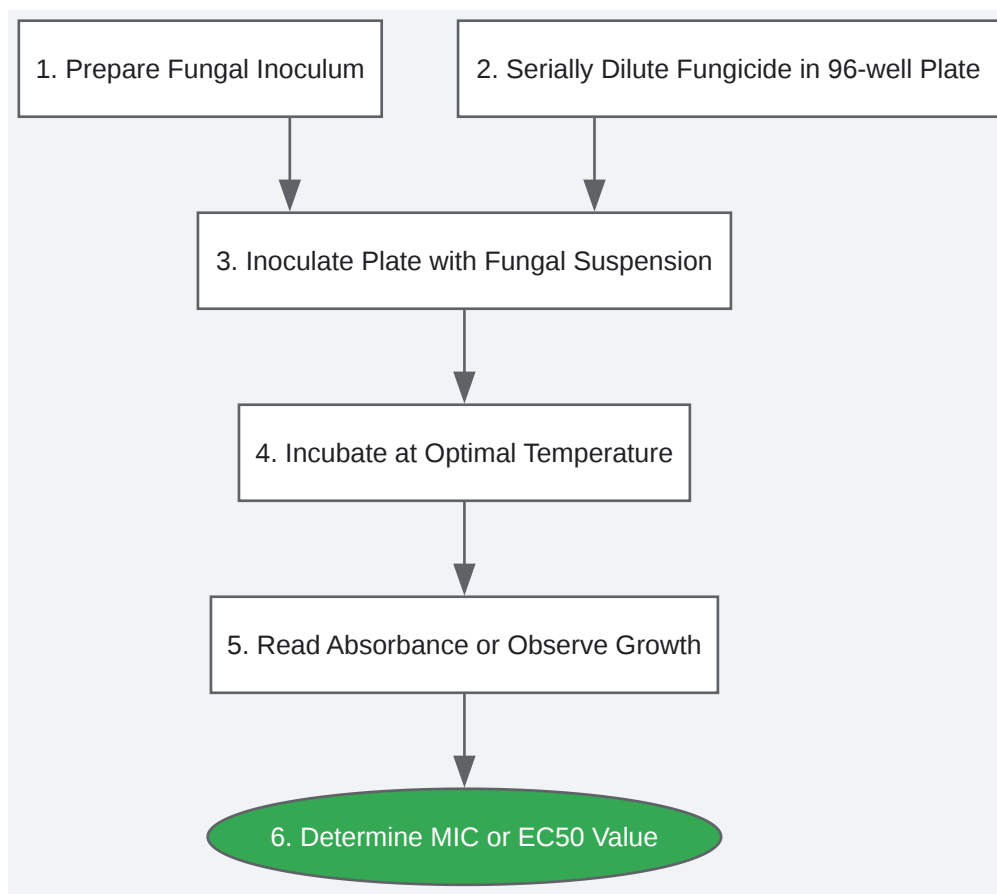 1. Prepare Fungal Inoculum
2. Serially Dilute Fungicide in 96-well Plate
3. Inoculate Plate with Fungal Suspension
4. Incubate at Optimal Temperature
5. Read Absorbance or Observe Growth
6. Determine MIC or EC50 Value